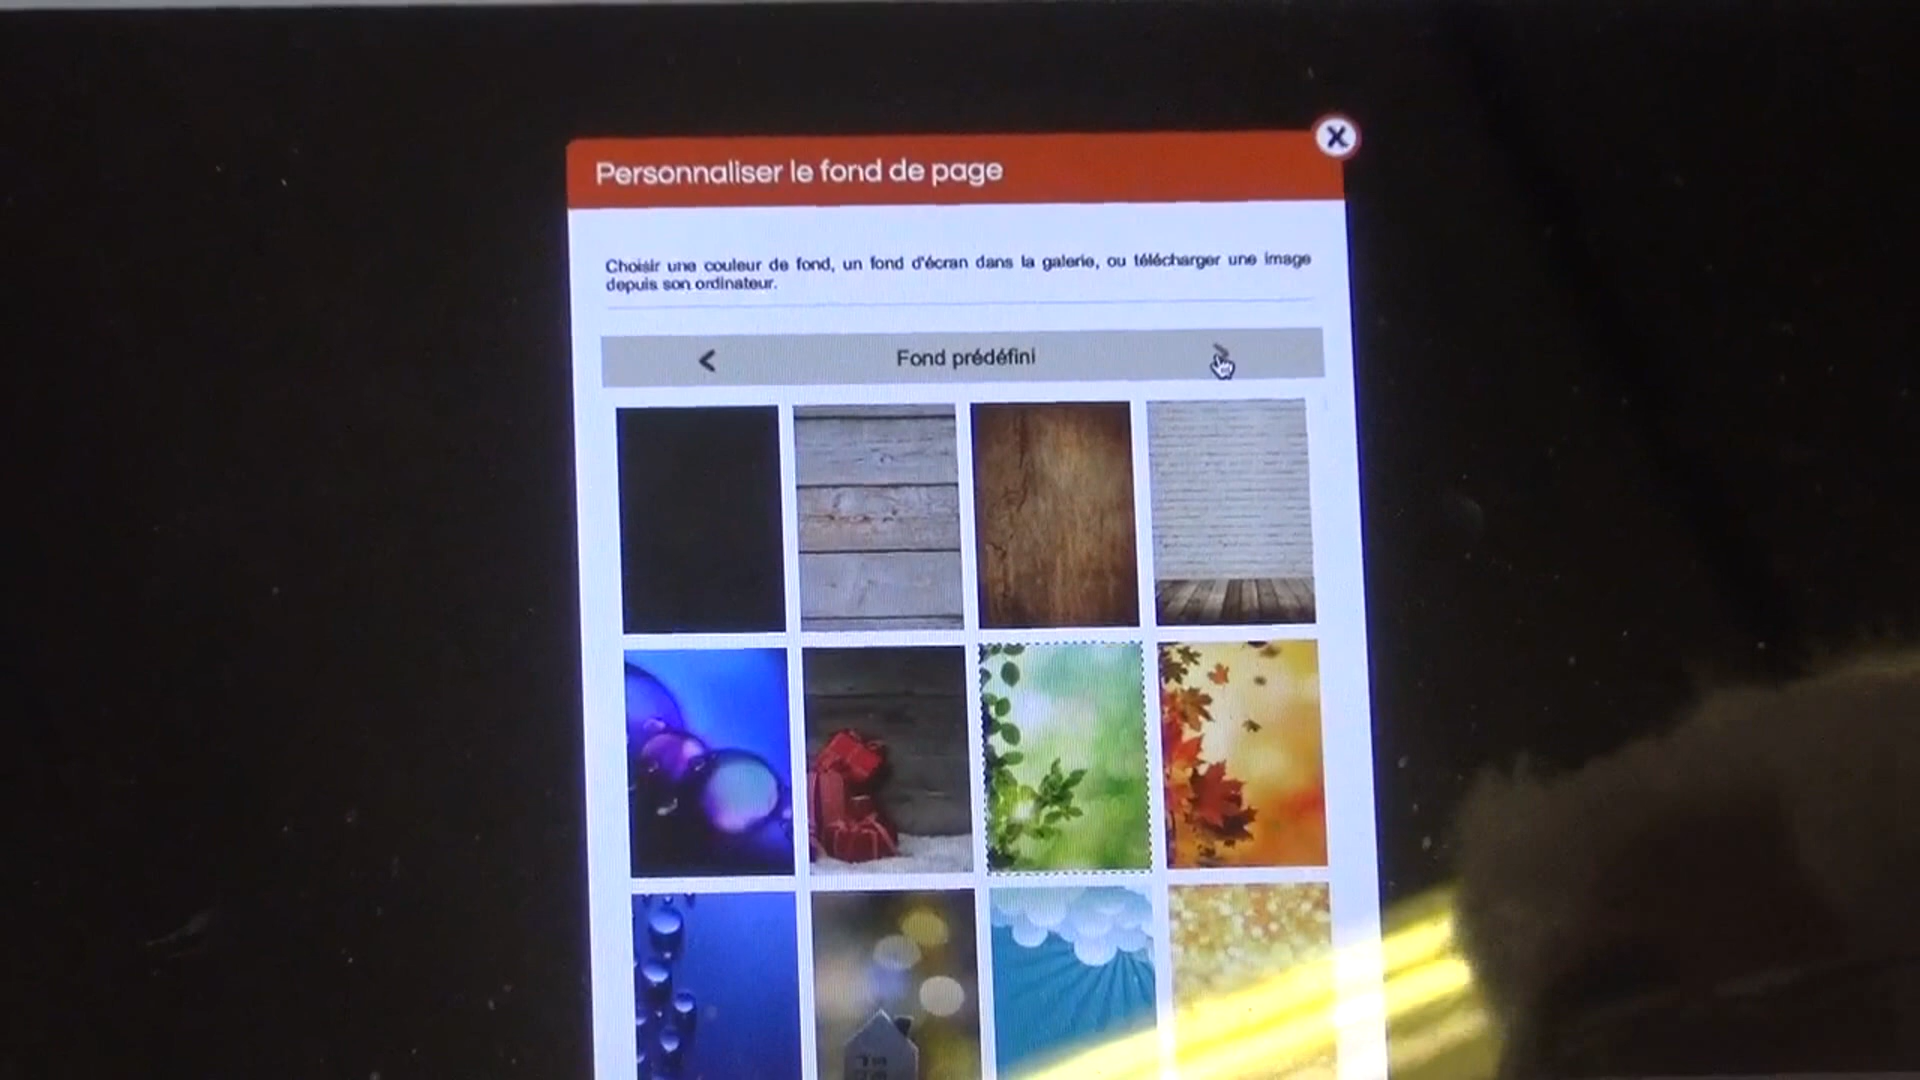 Personnaliser le fond de page
Choisir une couleur de fond, un fond d'écran dans la galerie, ou télécharger une image
depuis son ordinateur.
Fond prédéfini